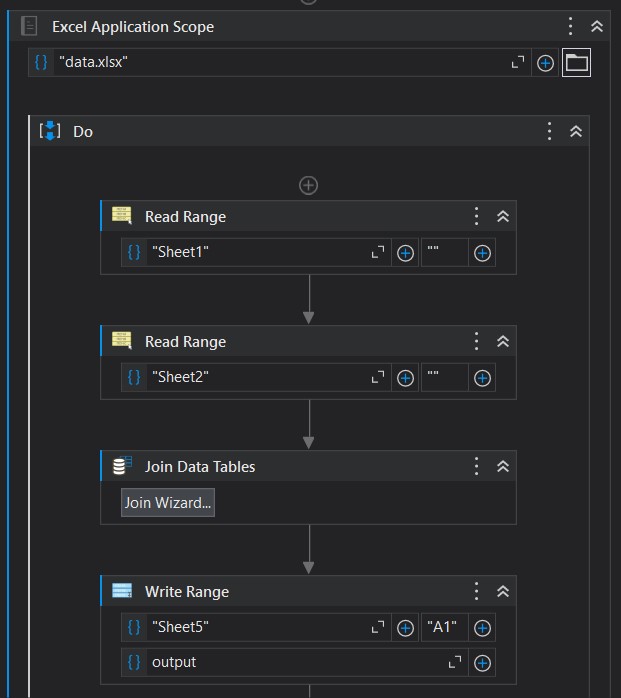 Excel Application Scope
{} "data.xlsx"
Do
Read Range
{} "Sheet1" ""
Read Range
{} "Sheet2" ""
Join Data Tables
Join Wizard...
Write Range
{} "Sheet5" "A1"
{} output